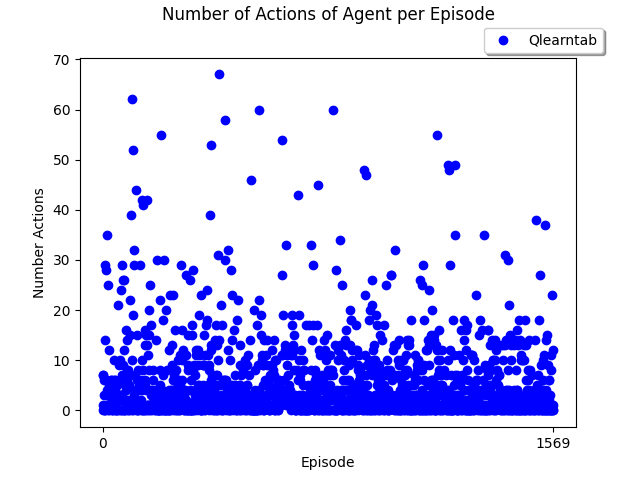 Number of Actions of Agent per Episode
Qlearntab
70
60
50
40
30
20
10
0
Number Actions
0 1569
Episode